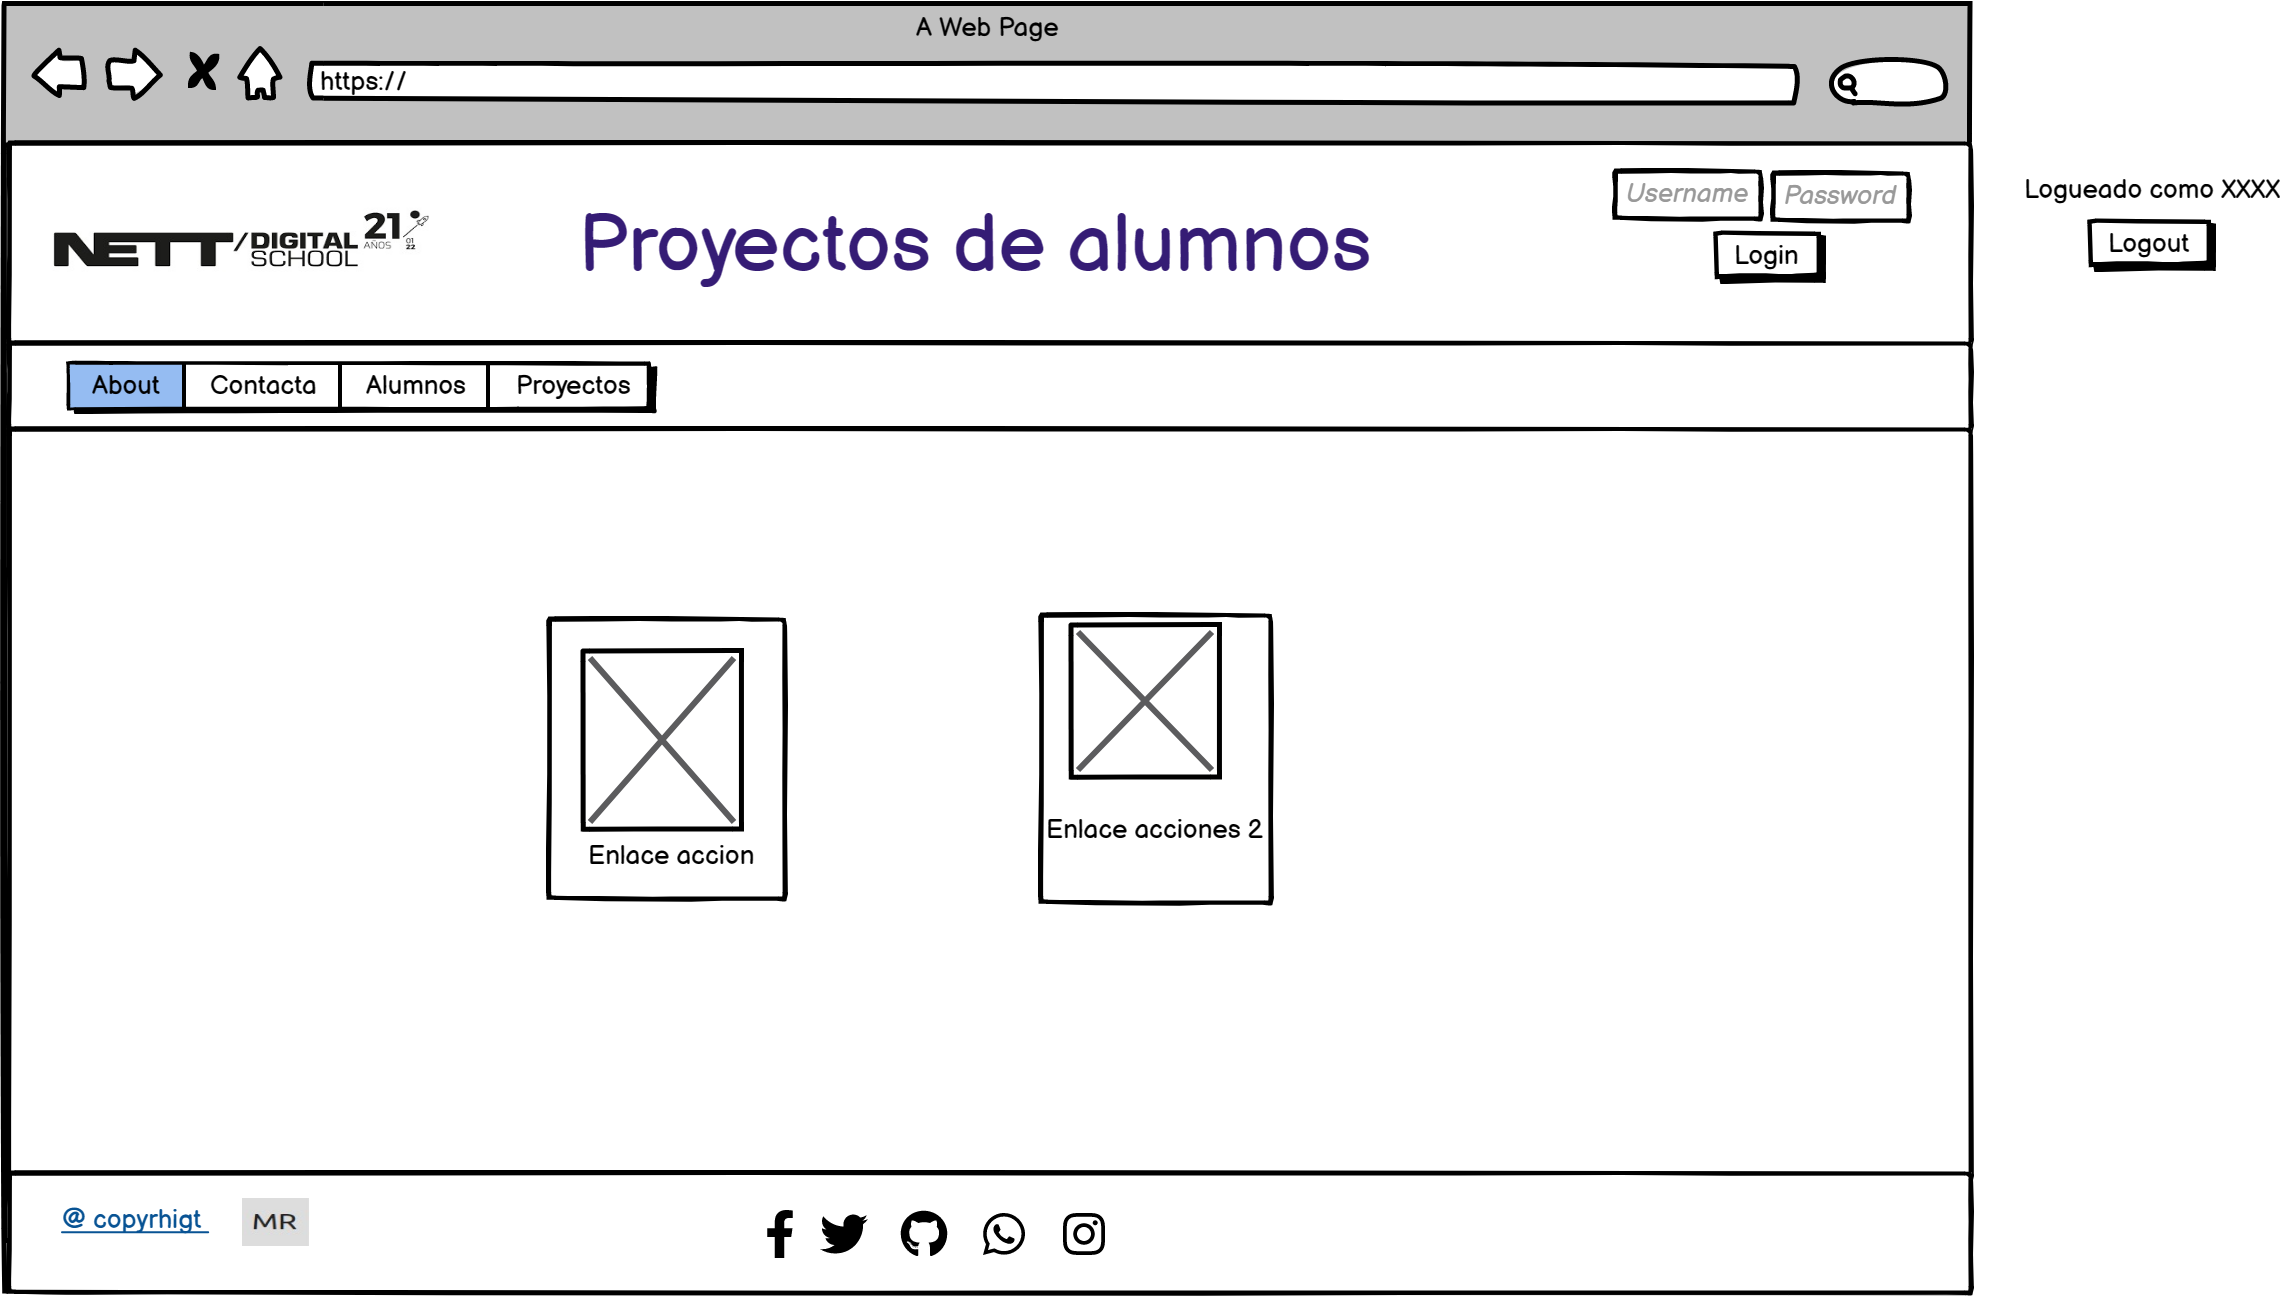 A Web Page
https://
NETT/DIGITAL SCHOOL
21 AÑOS 01 22
Proyectos de alumnos
Username
Password
Login
Logueado como XXXX
Logout
About
Contacta
Alumnos
Proyectos
Enlace accion
Enlace acciones 2
@ copyrhigt
MR